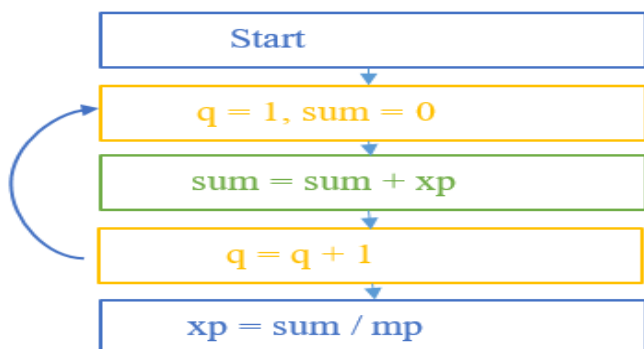 Start
q = 1, sum = 0
sum = sum + xp
q = q + 1
xp = sum / mp